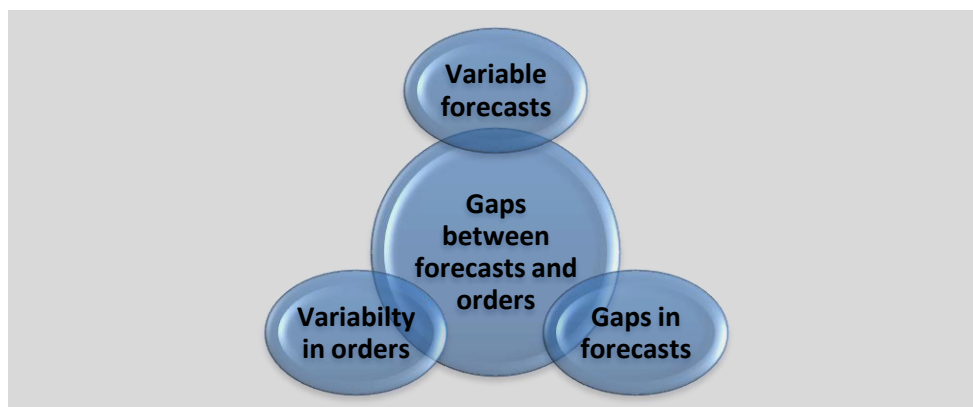 Variable
forecasts
Gaps
between
forecasts and
orders
Variabilty
in orders
Gaps in
forecasts